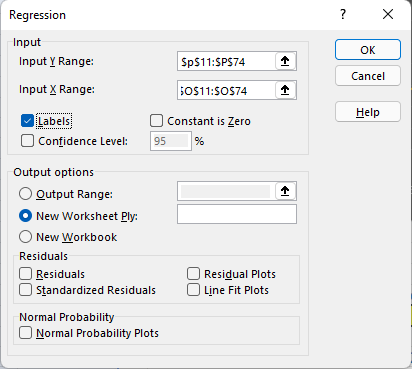 Regression ? ×
Input
Input Y Range: $p$11:$P$74 OK
Cancel
Input X Range: $O$11:$O$74
Labels Constant is Zero Help
Confidence Level: 95 %
Output options
Output Range:
New Worksheet Ply:
New Workbook
Residuals
Residuals Residual Plots
Standardized Residuals Line Fit Plots
Normal Probability
Normal Probability Plots